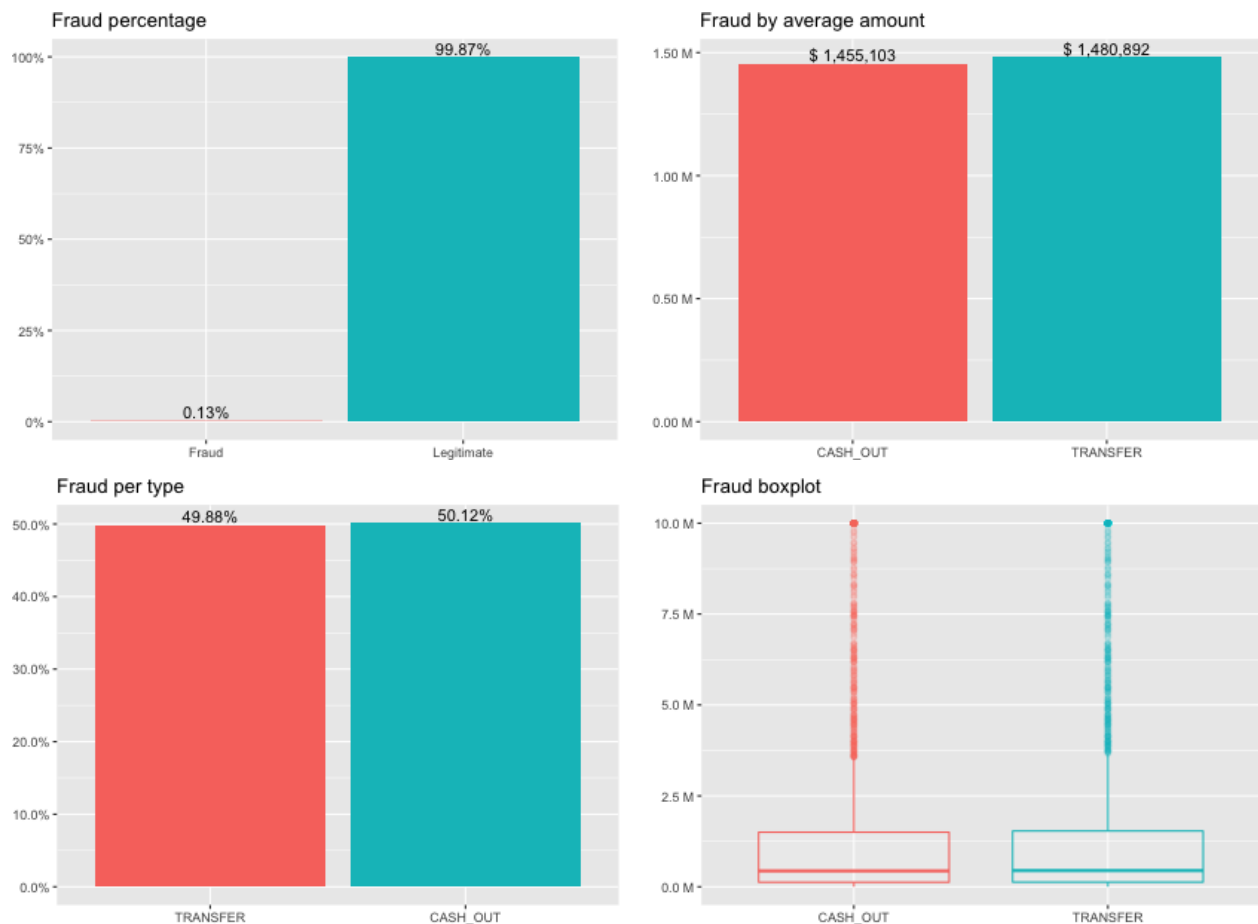 Fraud percentage
99.87%
100%
75%
50%
25%
0.13%
0%
Fraud
Legitimate
Fraud by average amount
1.50 M
$ 1,455,103
$ 1,480,892
1.00 M
0.50 M
0.00 M
CASH_OUT
TRANSFER
Fraud per type
50.0%
49.88%
50.12%
40.0%
30.0%
20.0%
10.0%
0.0%
TRANSFER
CASH_OUT
Fraud boxplot
10.0 M
7.5 M
5.0 M
2.5 M
0.0 M
CASH_OUT
TRANSFER